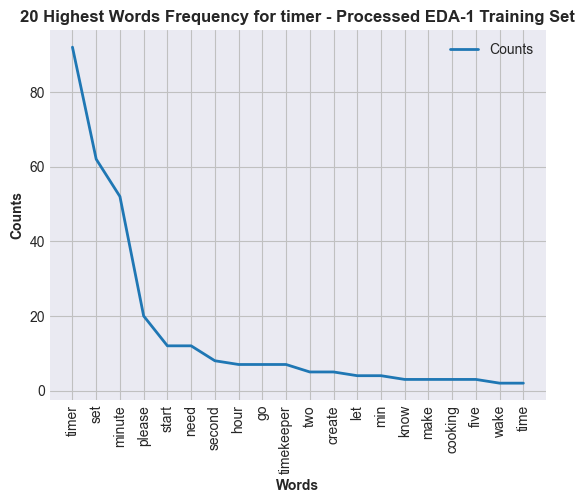 20 Highest Words Frequency for timer - Processed EDA-1 Training Set
Counts
Counts
80
60
40
20
0
timer
set
minute
please
start
need
second
hour
go
timekeeper
two
create
let
min
know
make
cooking
five
wake
time
Words